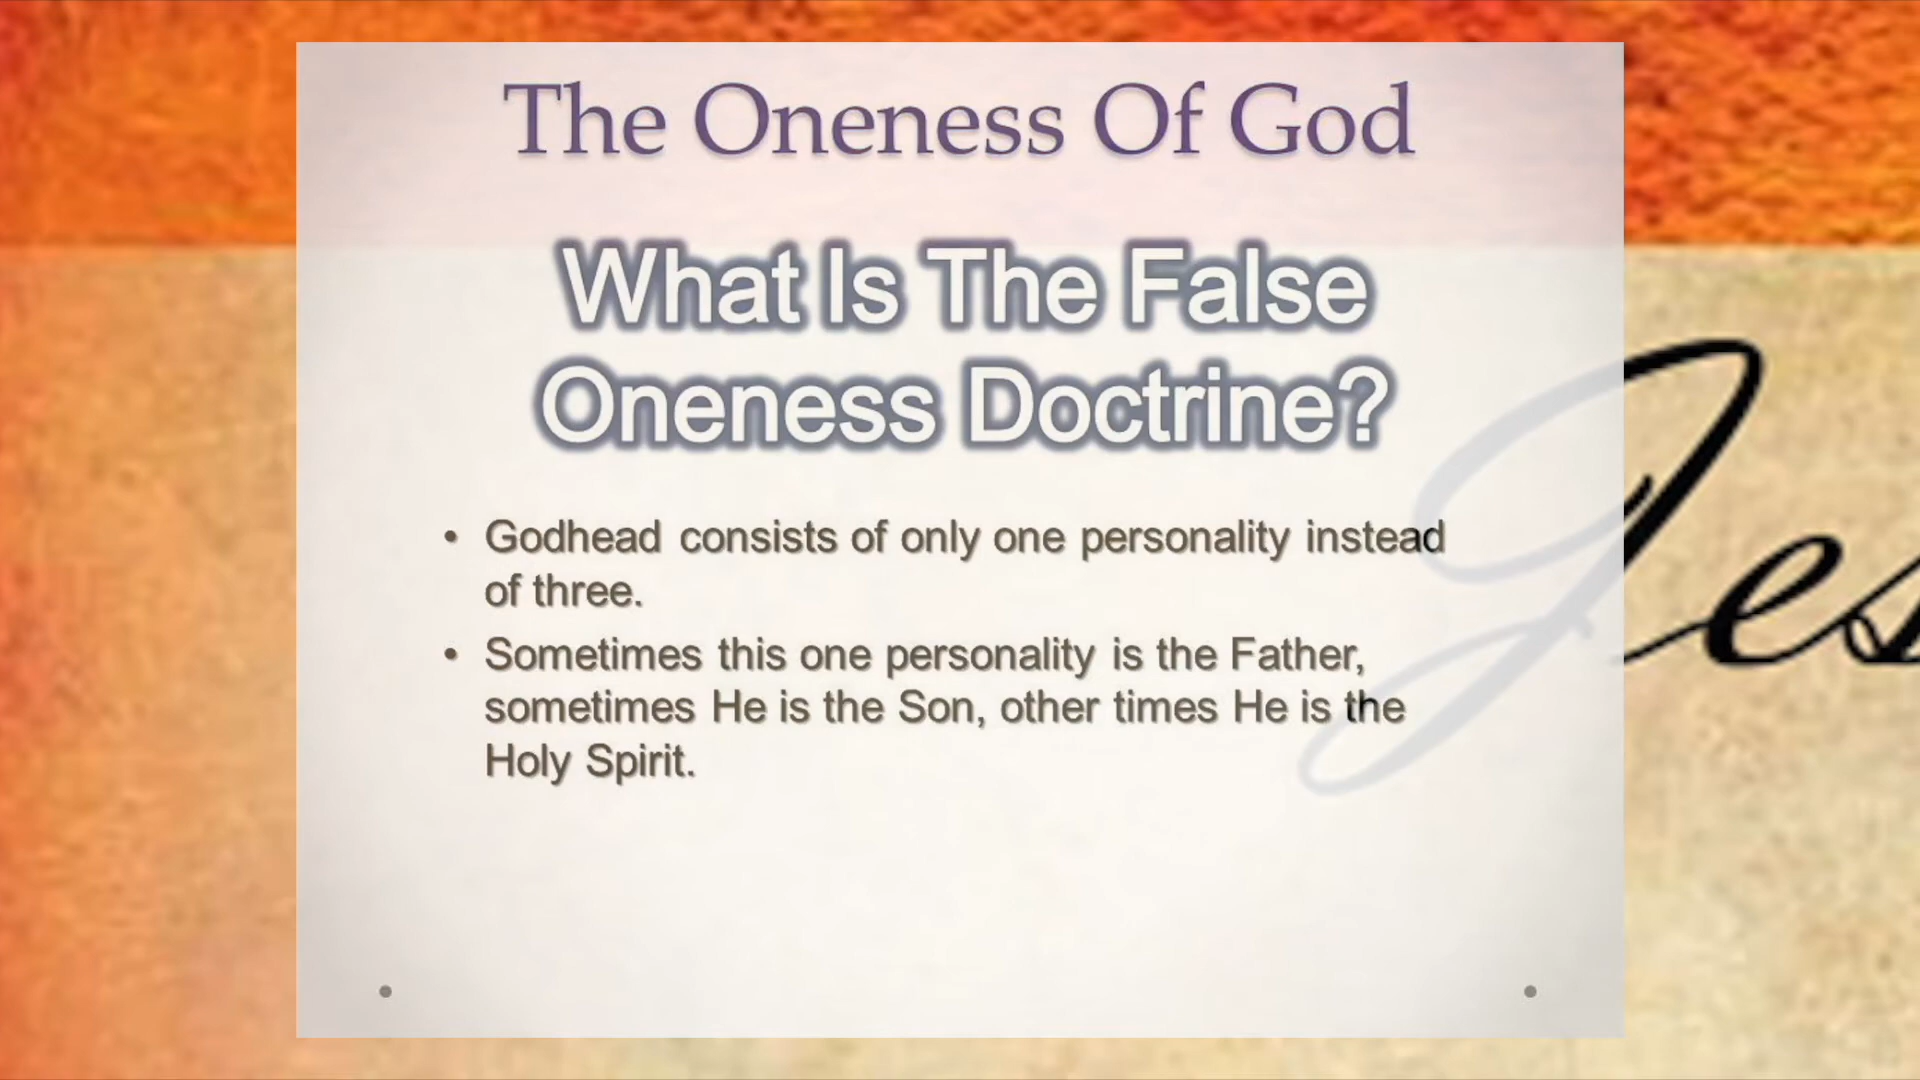 The Oneness Of God
What Is The False
Oneness Doctrine?
• Godhead consists of only one personality instead
of three.
• Sometimes this one personality is the Father,
sometimes He is the Son, other times He is the
Holy Spirit.
Jes